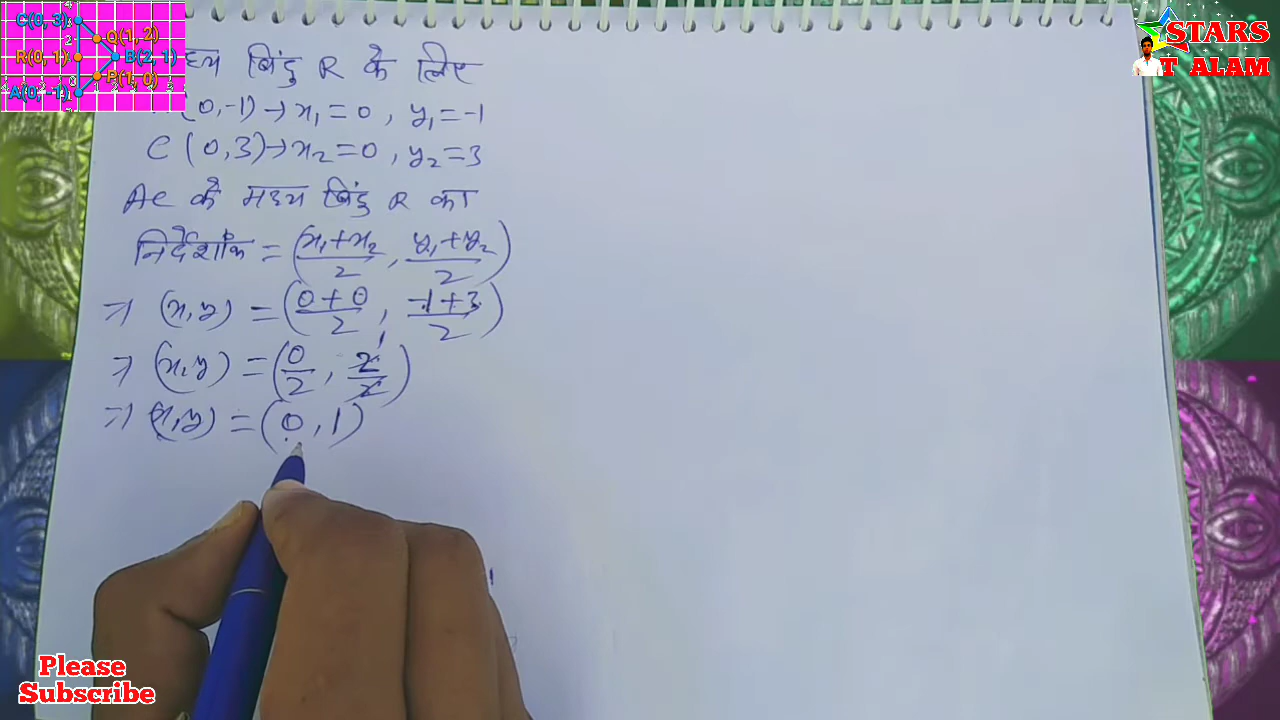 C(0, 3)
Q(1, 2)
R(0, 1)
B(2, 1)
P(1, 0)
A(0, -1)
STARS
T ALAM
बिंदु R के लिए
(0,-1) → x₁ = 0 , y₁ = -1
C (0,3) → x₂ = 0 , y₂ = 3
AC के मध्य बिंदु R का
निर्देशांक = (x₁+x₂/2 , y₁+y₂/2)
⇒ (x,y) = (0+0/2 , -1+3/2)
⇒ (x,y) = (0/2 , 2/2) 1
⇒ (x,y) = (0,1)
Please
Subscribe